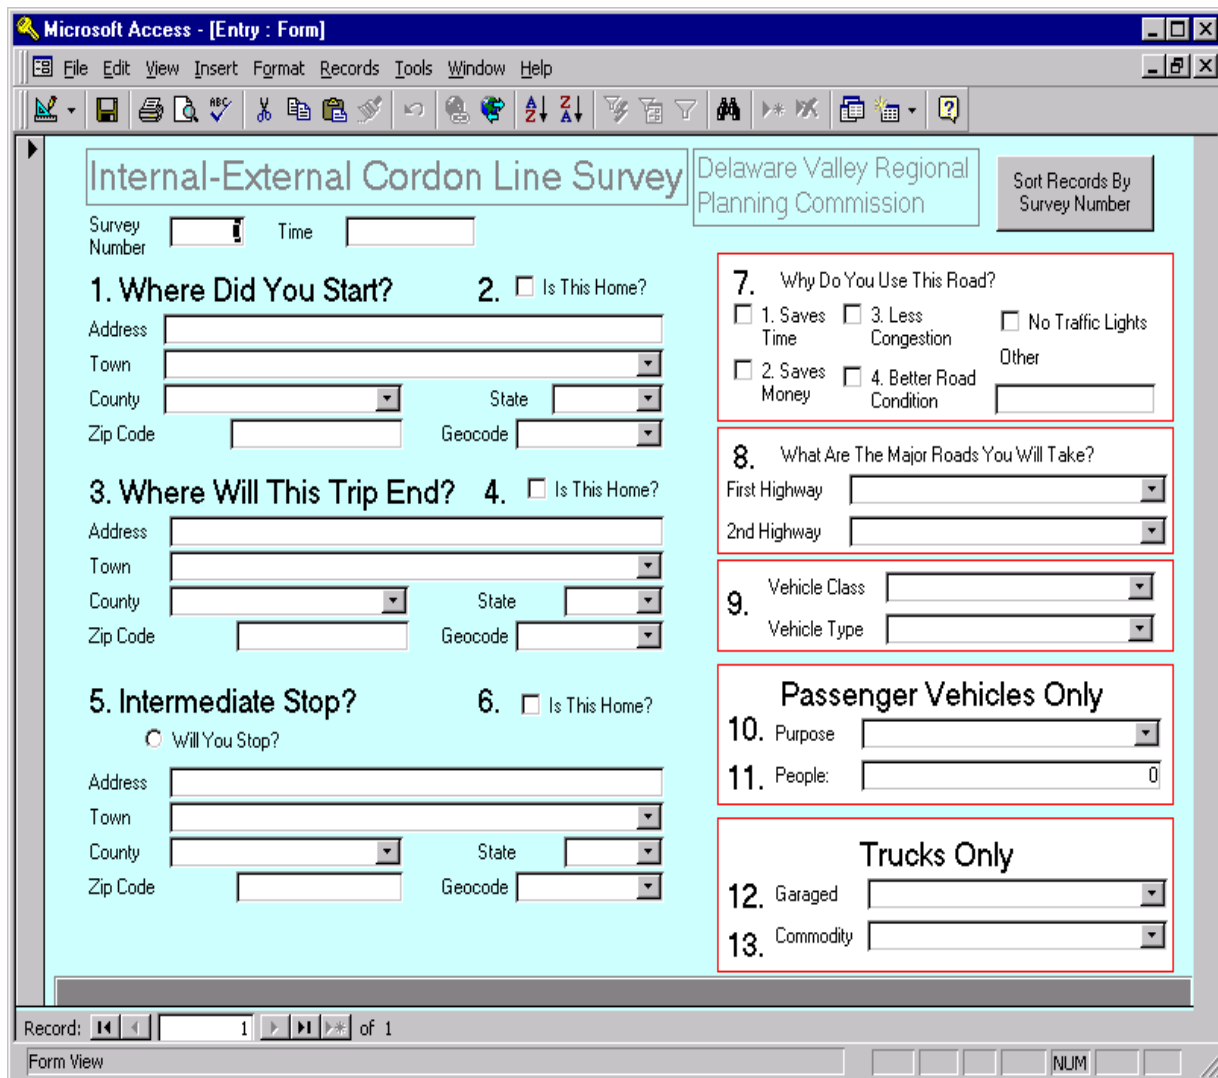 Microsoft Access - [Entry : Form]
File Edit View Insert Format Records Tools Window Help
Internal-External Cordon Line Survey
Delaware Valley Regional
Planning Commission
Sort Records By
Survey Number
Survey
Number
Time
1. Where Did You Start?
2. Is This Home?
Address
Town
County
State
Zip Code
Geocode
3. Where Will This Trip End?
4. Is This Home?
Address
Town
County
State
Zip Code
Geocode
5. Intermediate Stop?
6. Is This Home?
Will You Stop?
Address
Town
County
State
Zip Code
Geocode
7. Why Do You Use This Road?
1. Saves
Time
3. Less
Congestion
No Traffic Lights
2. Saves
Money
4. Better Road
Condition
Other
8. What Are The Major Roads You Will Take?
First Highway
2nd Highway
9.
Vehicle Class
Vehicle Type
Passenger Vehicles Only
10. Purpose
11. People: 0
Trucks Only
12. Garaged
13. Commodity
Record: 1 of 1
Form View
NUM